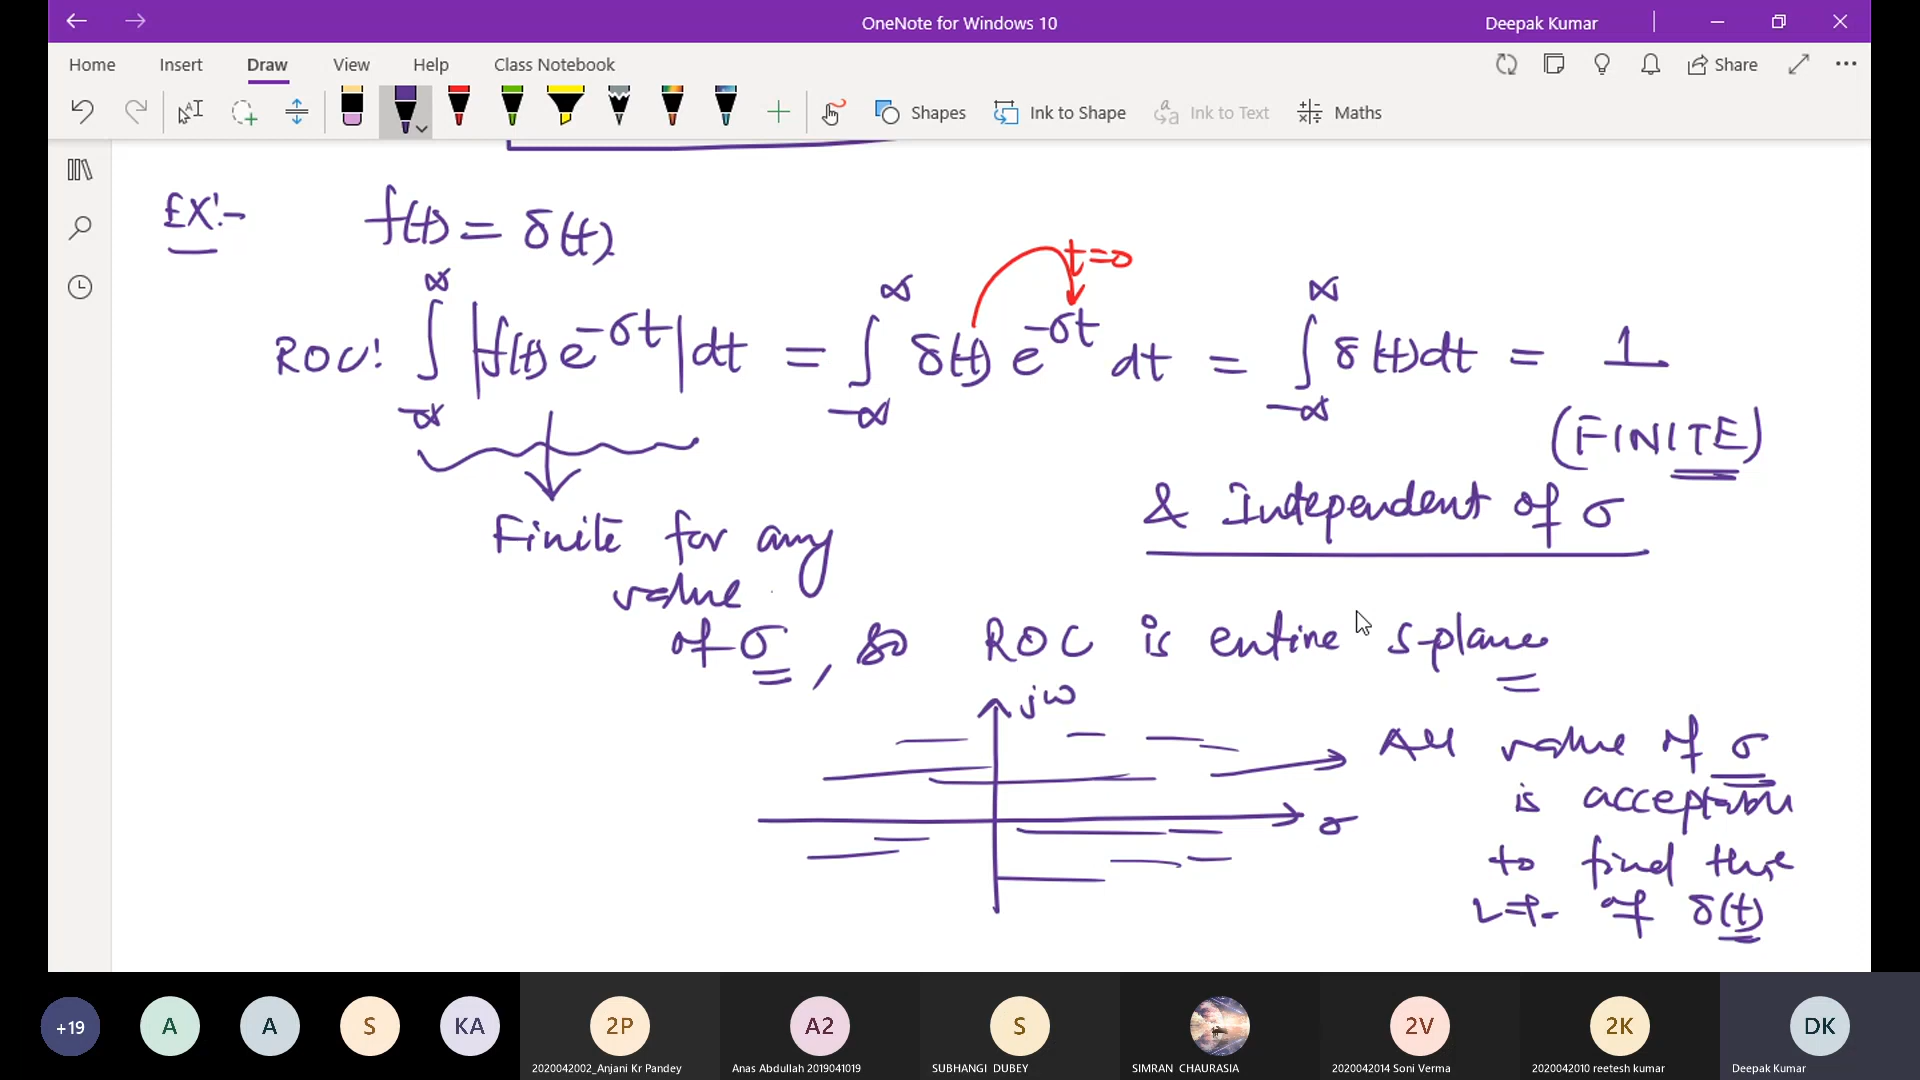 OneNote for Windows 10
Deepak Kumar
Home Insert Draw View Help Class Notebook
Share
Shapes Ink to Shape Ink to Text Maths
EX:- f(t) = δ(t)
ROC: ∫_{-∞}^{∞} |f(t) e^{-σt}| dt = ∫_{-∞}^{∞} δ(t) e^{-σt} dt = ∫_{-∞}^{∞} δ(t) dt = 1
t=0
(FINITE)
& Independent of σ
Finite for any
value
of σ, so ROC is entire s-plane
jω
σ
All value of σ
is acceptable
to find the
L.T. of δ(t)
+19 A A S KA 2P A2 S 2V 2K DK
2020042002_Anjani Kr Pandey Anas Abdullah 2019041019 SUBHANGI DUBEY SIMRAN CHAURASIA 2020042014 Soni Verma 2020042010 reetesh kumar Deepak Kumar